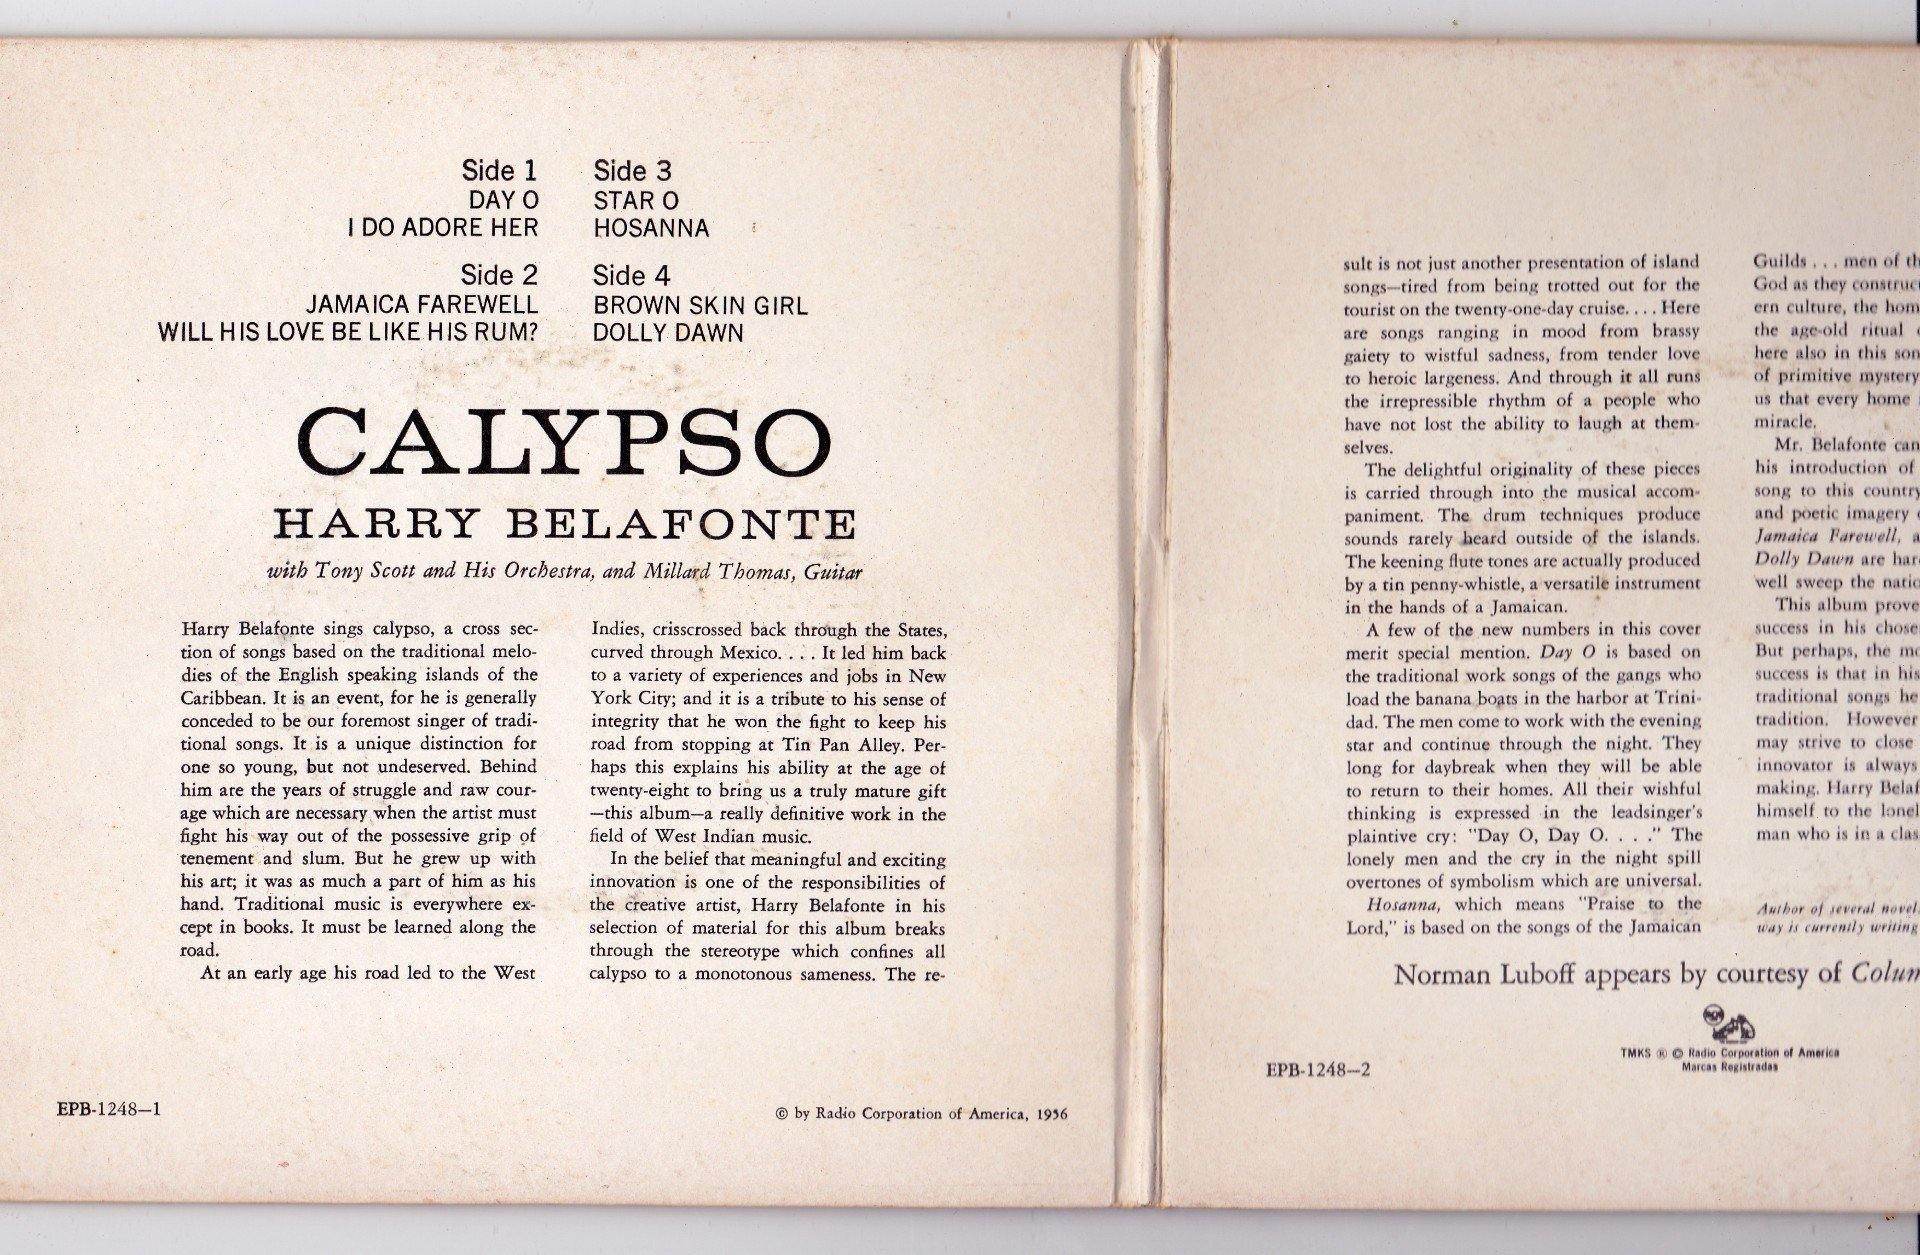 Side 1
DAY O
I DO ADORE HER
Side 2
JAMAICA FAREWELL
WILL HIS LOVE BE LIKE HIS RUM?
Side 3
STAR O
HOSANNA
Side 4
BROWN SKIN GIRL
DOLLY DAWN
CALYPSO
HARRY BELAFONTE
with Tony Scott and His Orchestra, and Millard Thomas, Guitar
Harry Belafonte sings calypso, a cross sec-
tion of songs based on the traditional melo-
dies of the English speaking islands of the
Caribbean. It is an event, for he is generally
conceded to be our foremost singer of tradi-
tional songs. It is a unique distinction for
one so young, but not undeserved. Behind
him are the years of struggle and raw cour-
age which are necessary when the artist must
fight his way out of the possessive grip of
tenement and slum. But he grew up with
his art; it was as much a part of him as his
hand. Traditional music is everywhere ex-
cept in books. It must be learned along the
road.
At an early age his road led to the West
Indies, crisscrossed back through the States,
curved through Mexico. . . . It led him back
to a variety of experiences and jobs in New
York City; and it is a tribute to his sense of
integrity that he won the fight to keep his
road from stopping at Tin Pan Alley. Per-
haps this explains his ability at the age of
twenty-eight to bring us a truly mature gift
—this album—a really definitive work in the
field of West Indian music.
In the belief that meaningful and exciting
innovation is one of the responsibilities of
the creative artist, Harry Belafonte in his
selection of material for this album breaks
through the stereotype which confines all
calypso to a monotonous sameness. The re-
EPB-1248—1
© by Radio Corporation of America, 1956
sult is not just another presentation of island
songs—tired from being trotted out for the
tourist on the twenty-one-day cruise. . . . Here
are songs ranging in mood from brassy
gaiety to wistful sadness, from tender love
to heroic largeness. And through it all runs
the irrepressible rhythm of a people who
have not lost the ability to laugh at them-
selves.
The delightful originality of these pieces
is carried through into the musical accom-
paniment. The drum techniques produce
sounds rarely heard outside of the islands.
The keening flute tones are actually produced
by a tin penny-whistle, a versatile instrument
in the hands of a Jamaican.
A few of the new numbers in this cover
merit special mention. Day O is based on
the traditional work songs of the gangs who
load the banana boats in the harbor at Trini-
dad. The men come to work with the evening
star and continue through the night. They
long for daybreak when they will be able
to return to their homes. All their wishful
thinking is expressed in the leadsinger's
plaintive cry: "Day O, Day O. . . ." The
lonely men and the cry in the night spill
overtones of symbolism which are universal.
Hosanna, which means "Praise to the
Lord," is based on the songs of the Jamaican
Guilds . . . men of
God as they
ern culture, the
the age-old ritual
here also in this
of primitive mystery
us that every home
miracle.
Mr. Belafonte can
his introduction of
song to this country
and poetic imagery
Jamaica Farewell,
Dolly Dawn are
well sweep the
This album
success in his
But perhaps, the
success is that in his
traditional songs he
tradition. However
may strive to close
innovator is always
making. Harry
himself to the
man who is in a
Author of several
way is currently writing
Norman Luboff appears by courtesy of
RCA
TMKS ® © Radio Corporation of America
Marcas Registradas
EPB-1248—2